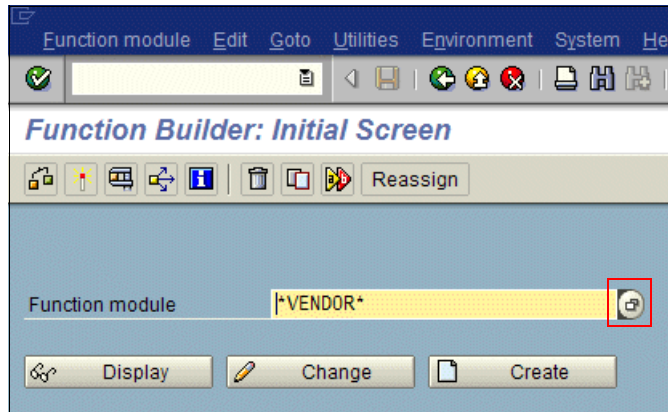 Function module Edit Goto Utilities Environment System He
Function Builder: Initial Screen
Reassign
Function module *VENDOR*
Display Change Create